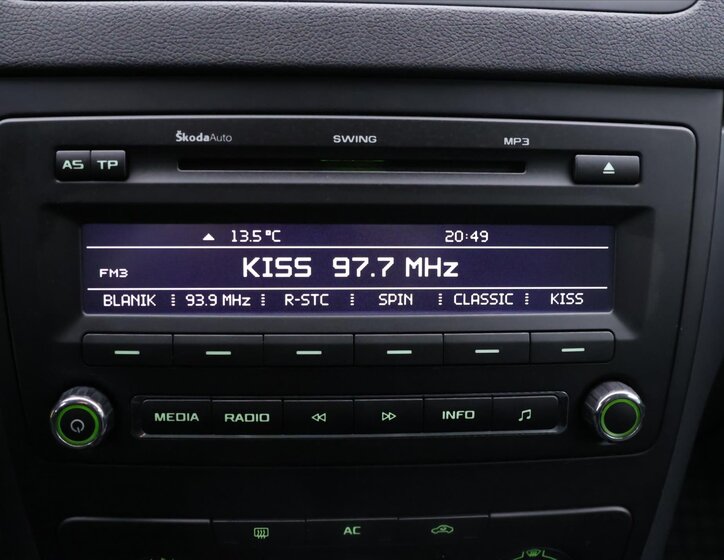 ŠkodaAuto SWING MP3
AS TP
13.5°C 20:49
FM3 KISS 97.7 MHz
BLANIK 93.9 MHz R-STC SPIN CLASSIC KISS
MEDIA RADIO INFO
AC